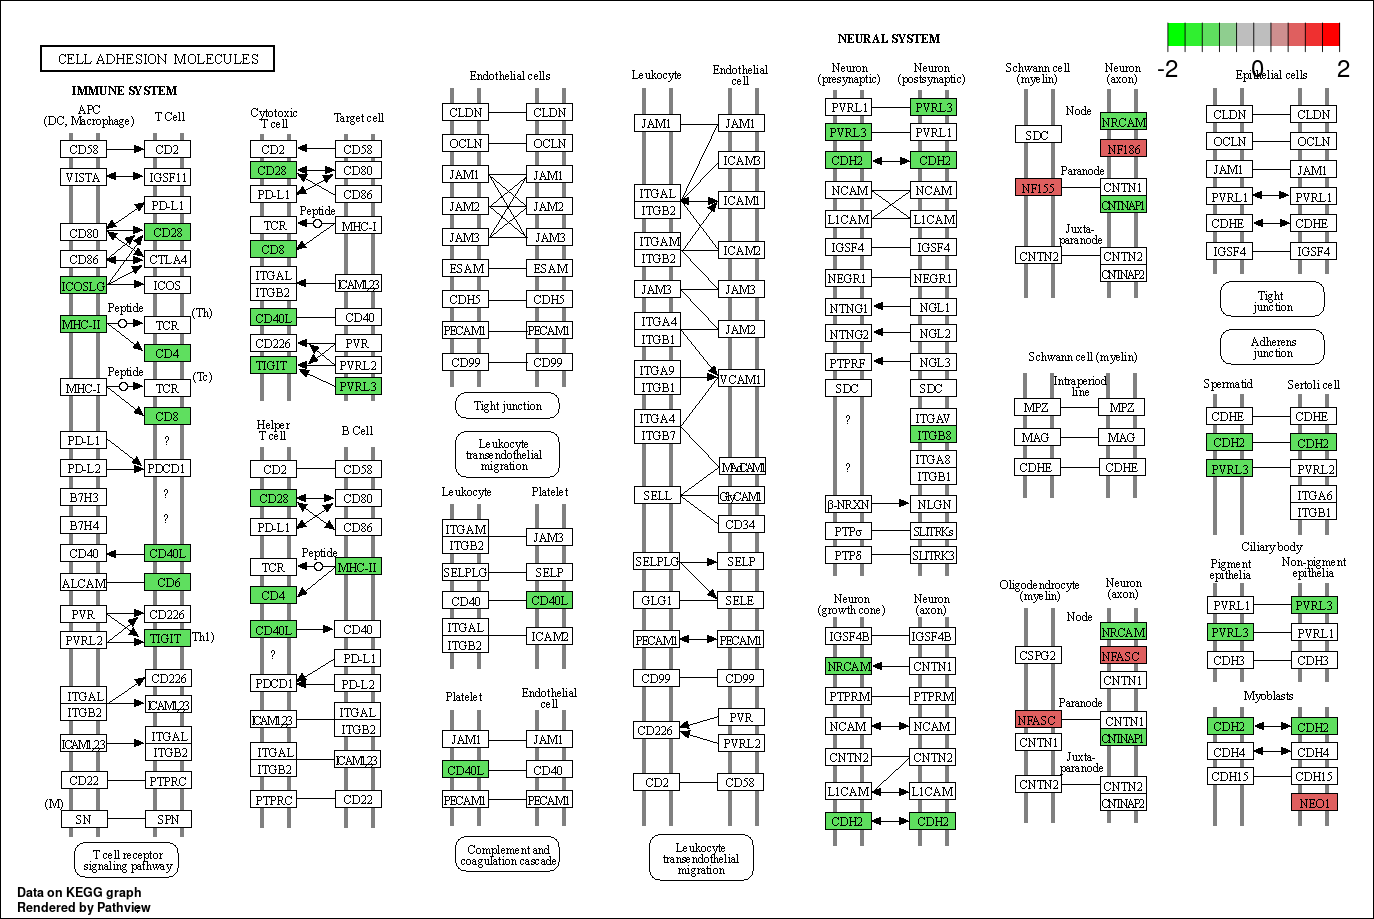 CELL ADHESION MOLECULES
NEURAL SYSTEM
-2 0 2
IMMUNE SYSTEM
APC
(DC, Macrophage)
T Cell
CD58
CD2
VISTA
IGSF11
PD-L1
CD80
CD28
CD86
CTLA4
ICOSLG
ICOS
Peptide
(Th)
MHC-II
TCR
CD4
Peptide
(Tc)
MHC-I
TCR
CD8
PD-L1
?
PD-L2
PDCD1
B7H3
?
B7H4
?
CD40
CD40L
ALCAM
CD6
PVR
CD226
PVRL2
TIGIT
Th1)
CD226
ITGAL
ITGB2
ICAM1,2,3
ICAM1,2,3
ITGAL
ITGB2
CD22
PTPRC
(M)
SN
SPN
T cell receptor
signaling pathway
Cytotoxic
T cell
Target cell
CD2
CD58
CD28
CD80
PD-L1
CD86
Peptide
TCR
MHC-I
CD8
ITGAL
ITGB2
ICAM1,2,3
CD40L
CD40
CD226
PVR
TIGIT
PVRL2
PVRL3
Helper
T cell
B Cell
CD2
CD58
CD28
CD80
PD-L1
CD86
Peptide
TCR
MHC-II
CD4
CD40L
CD40
?
PD-L1
PDCD1
PD-L2
ICAM1,2,3
ITGAL
ITGB2
ITGAL
ITGB2
ICAM1,2,3
PTPRC
CD22
Endothelial cells
CLDN
CLDN
OCLN
OCLN
JAM1
JAM1
JAM2
JAM2
JAM3
JAM3
ESAM
ESAM
CDH5
CDH5
PECAM1
PECAM1
CD99
CD99
Tight junction
Leukocyte
transendothelial
migration
Leukocyte
Platelet
ITGAM
ITGB2
JAM3
SELPLG
SELP
CD40
CD40L
ITGAL
ITGB2
ICAM2
Platelet
Endothelial
cell
JAM1
JAM1
CD40L
CD40
PECAM1
PECAM1
Complement and
coagulation cascade
Leukocyte
Endothelial
cell
JAM1
JAM1
ICAM3
ITGAL
ITGB2
ICAM1
ITGAM
ITGB2
ICAM2
JAM3
JAM3
ITGA4
ITGB1
JAM2
ITGA9
ITGB1
VCAM1
ITGA4
ITGB7
MAdCAM1
SELL
GlyCAM1
CD34
SELPLG
SELP
GLG1
SELE
PECAM1
PECAM1
CD99
CD99
CD226
PVR
PVRL2
CD2
CD58
Leukocyte
transendothelial
migration
Neuron
(presynaptic)
Neuron
(postsynaptic)
PVRL1
PVRL3
PVRL3
PVRL1
CDH2
CDH2
NCAM
NCAM
L1CAM
L1CAM
IGSF4
IGSF4
NEGR1
NEGR1
NTNG1
NGL1
NTNG2
NGL2
PTPRF
NGL3
SDC
SDC
?
ITGAV
ITGB8
?
ITGA8
ITGB1
β-NRXN
NLGN
PTPσ
SLITRKs
PTPδ
SLITRK3
Neuron
(growth cone)
Neuron
(axon)
IGSF4B
IGSF4B
NRCAM
CNTN1
PTPRM
PTPRM
NCAM
NCAM
CNTN2
CNTN2
L1CAM
L1CAM
CDH2
CDH2
Schwann cell
(myelin)
Neuron
(axon)
Node
NRCAM
SDC
NF186
Paranode
NF155
CNTN1
CNTNAP1
Juxta-
paranode
CNTN2
CNTN2
CNTNAP2
Schwann cell (myelin)
Intraperiod
line
MPZ
MPZ
MAG
MAG
CDHE
CDHE
Oligodendrocyte
(myelin)
Neuron
(axon)
Node
NRCAM
CSPG2
NFASC
CNTN1
Paranode
NFASC
CNTN1
CNTN1
CNTNAP1
Juxta-
paranode
CNTN2
CNTN2
CNTNAP2
Epithelial cells
CLDN
CLDN
OCLN
OCLN
JAM1
JAM1
PVRL1
PVRL1
CDHE
CDHE
IGSF4
IGSF4
Tight
junction
Adherens
junction
Spermatid
Sertoli cell
CDHE
CDHE
CDH2
CDH2
PVRL3
PVRL2
ITGA6
ITGB1
Ciliary body
Pigment
epithelia
Non-pigment
epithelia
PVRL1
PVRL3
PVRL3
PVRL1
CDH3
CDH3
Myoblasts
CDH2
CDH2
CDH4
CDH4
CDH15
CDH15
NEO1
Data on KEGG graph
Rendered by Pathview